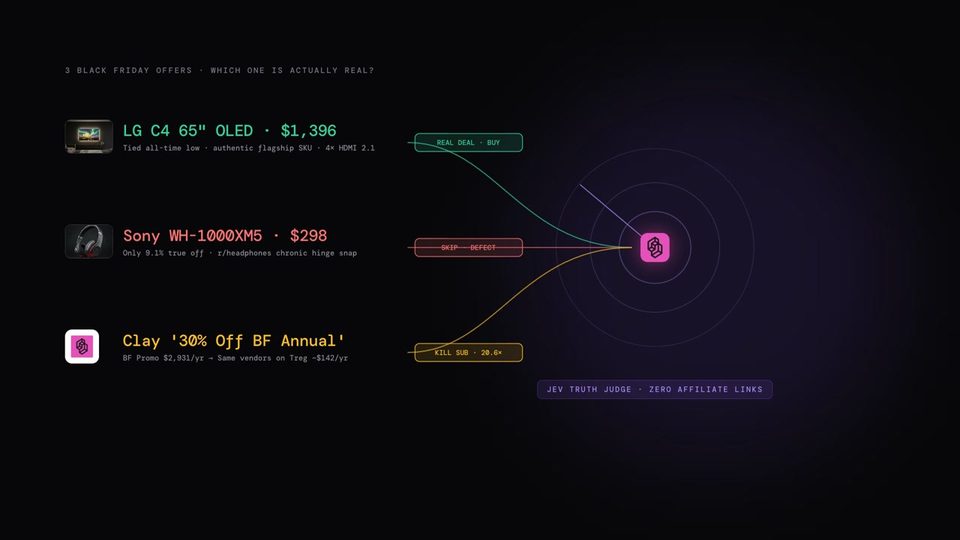 3 BLACK FRIDAY OFFERS · WHICH ONE IS ACTUALLY REAL?
LG C4 65" OLED · $1,396
Tied all-time low · authentic flagship SKU · 4× HDMI 2.1
REAL DEAL · BUY
Sony WH-1000XM5 · $298
Only 9.1% true off · r/headphones chronic hinge snap
SKIP · DEFECT
Clay '30% Off BF Annual'
BF Promo $2,931/yr → Same vendors on Treg ~$142/yr
KILL SUB · 20.6×
JEV TRUTH JUDGE · ZERO AFFILIATE LINKS